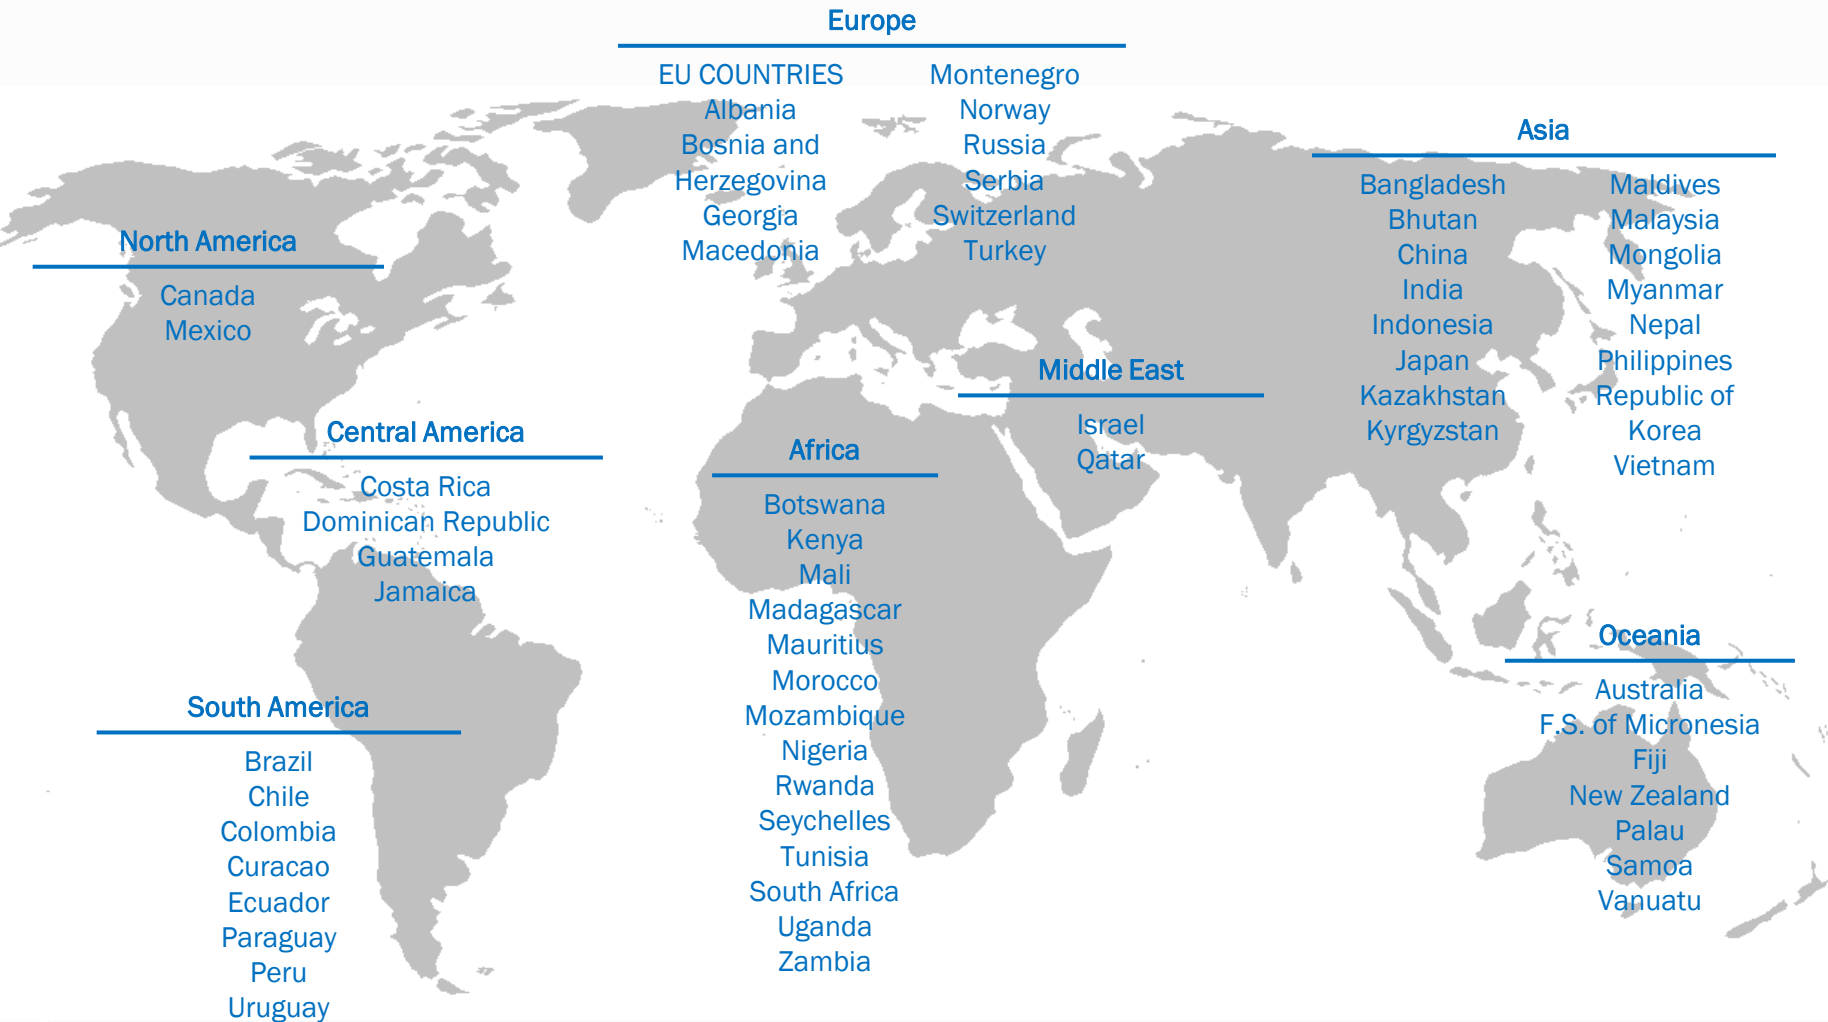 Europe
EU COUNTRIES
Albania
Bosnia and
Herzegovina
Georgia
Macedonia
Montenegro
Norway
Russia
Serbia
Switzerland
Turkey
Asia
Bangladesh
Bhutan
China
India
Indonesia
Japan
Kazakhstan
Kyrgyzstan
Maldives
Malaysia
Mongolia
Myanmar
Nepal
Philippines
Republic of
Korea
Vietnam
North America
Canada
Mexico
Middle East
Israel
Qatar
Central America
Costa Rica
Dominican Republic
Guatemala
Jamaica
Africa
Botswana
Kenya
Mali
Madagascar
Mauritius
Morocco
Mozambique
Nigeria
Rwanda
Seychelles
Tunisia
South Africa
Uganda
Zambia
Oceania
Australia
F.S. of Micronesia
Fiji
New Zealand
Palau
Samoa
Vanuatu
South America
Brazil
Chile
Colombia
Curacao
Ecuador
Paraguay
Peru
Uruguay